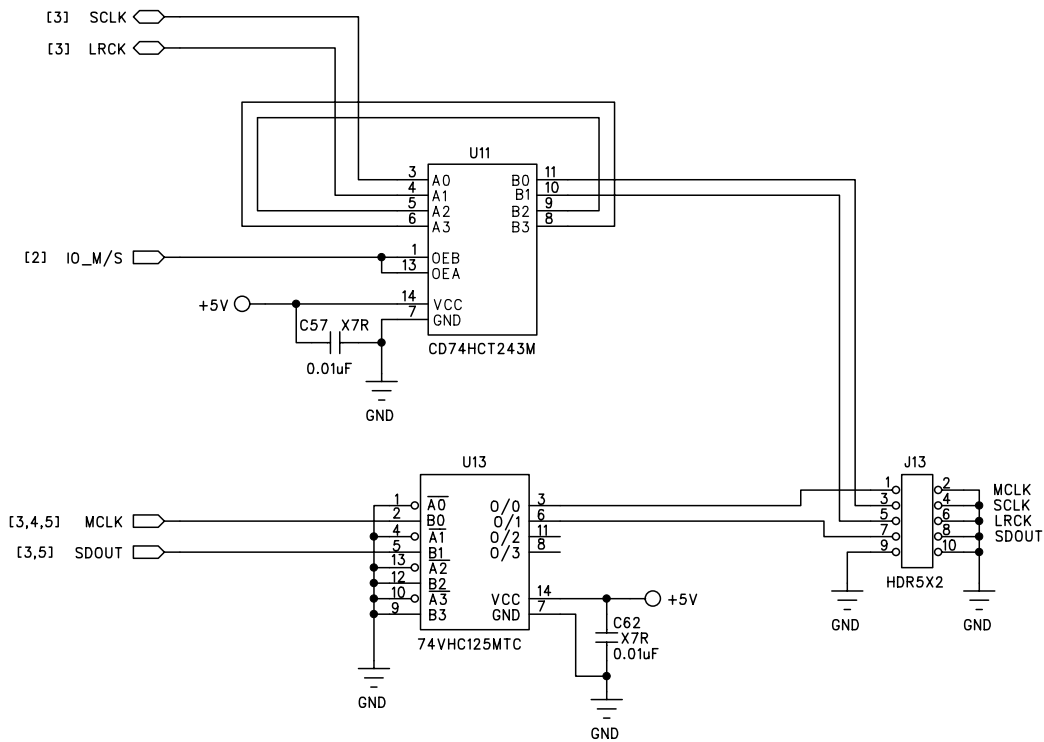 [3] SCLK
[3] LRCK
U11
3 A0 B0 11
4 A1 B1 10
5 A2 B2 9
6 A3 B3 8
[2] IO_M/S
1 OEB
13 OEA
+5V
14 VCC
7 GND
C57 X7R
0.01uF
CD74HCT243M
GND
U13
J13
1 A0 O/0 3
2 B0 O/1 6
4 A1 O/2 11
5 B1 O/3 8
13 A2
12 B2
10 A3 VCC 14
9 B3 GND 7
[3,4,5] MCLK
[3,5] SDOUT
74VHC125MTC
+5V
C62
X7R
0.01uF
GND
GND
1 2 MCLK
3 4 SCLK
5 6 LRCK
7 8 SDOUT
9 10
HDR5X2
GND
GND